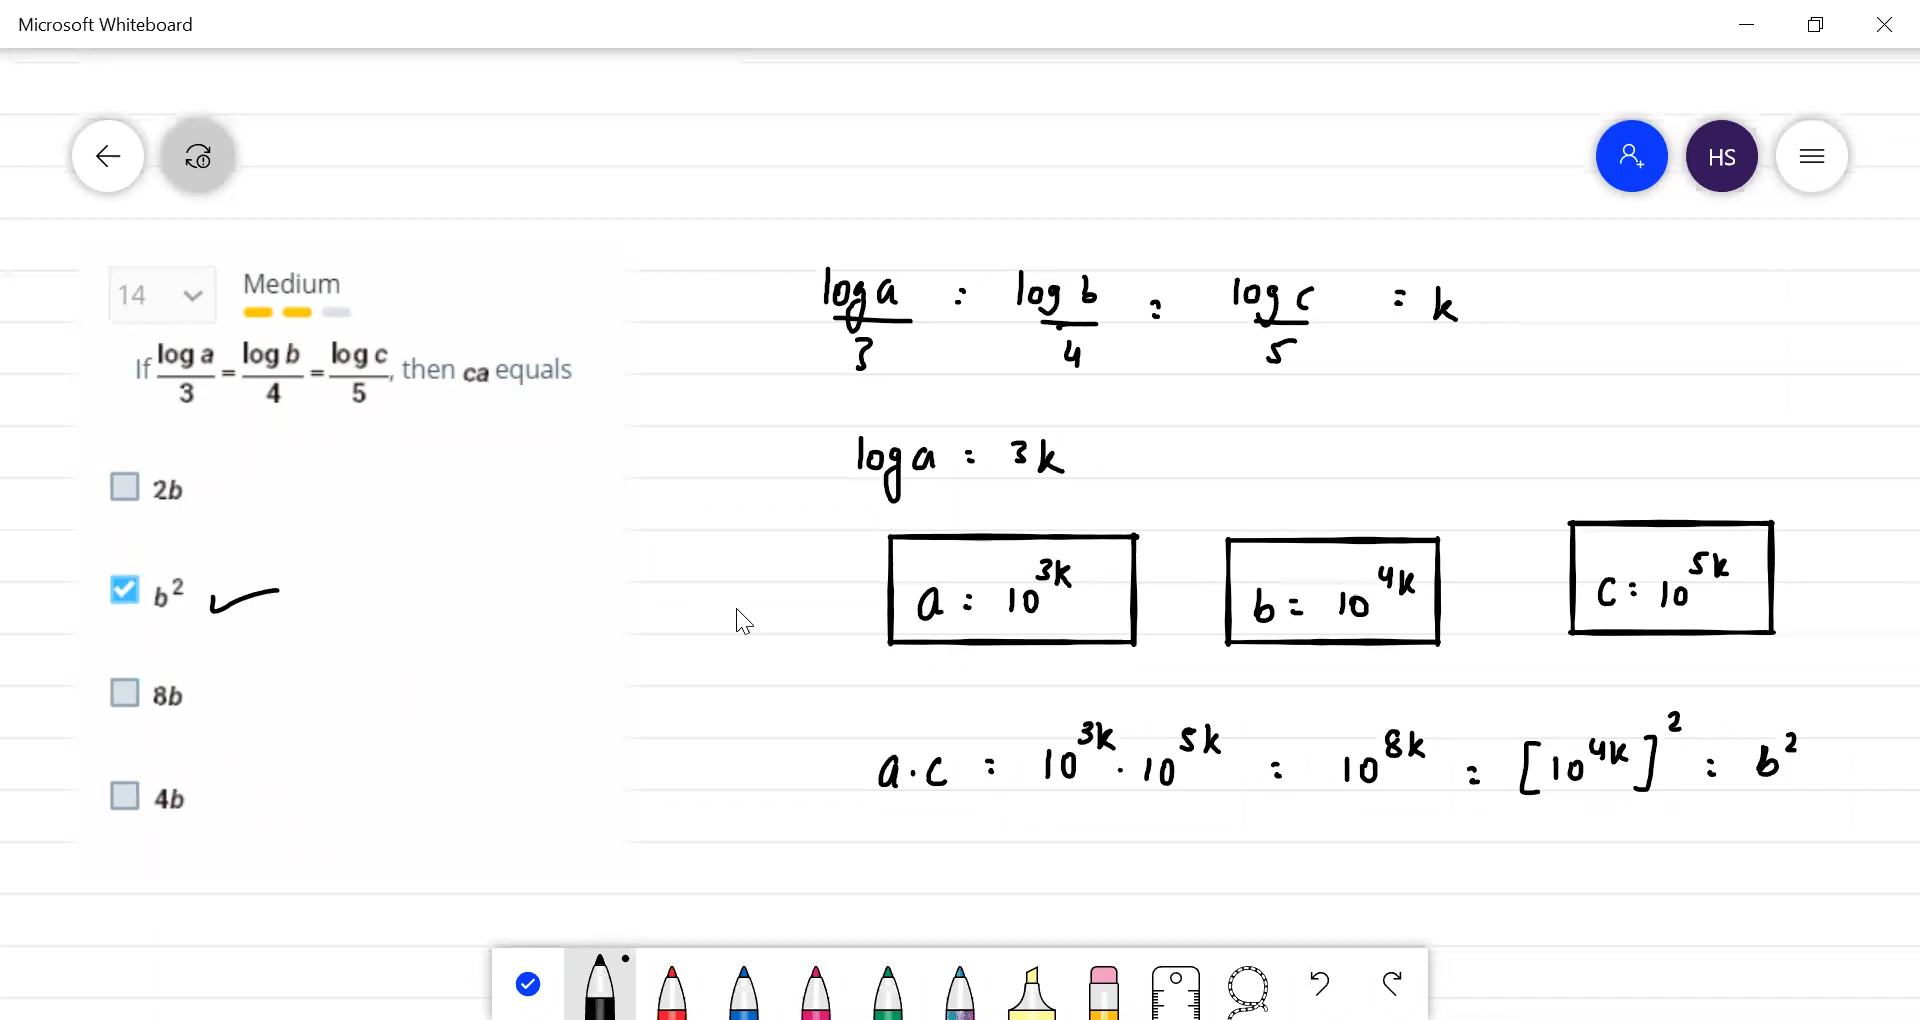 Microsoft Whiteboard
HS
14
Medium
If log a/3 = log b/4 = log c/5, then ca equals
2b
b²
8b
4b
log a/3 = log b/4 = log c/5 = k
log a = 3k
a = 10^3k
b = 10^4k
c = 10^5k
a.c = 10^3k . 10^5k = 10^8k = [10^4k]² = b²